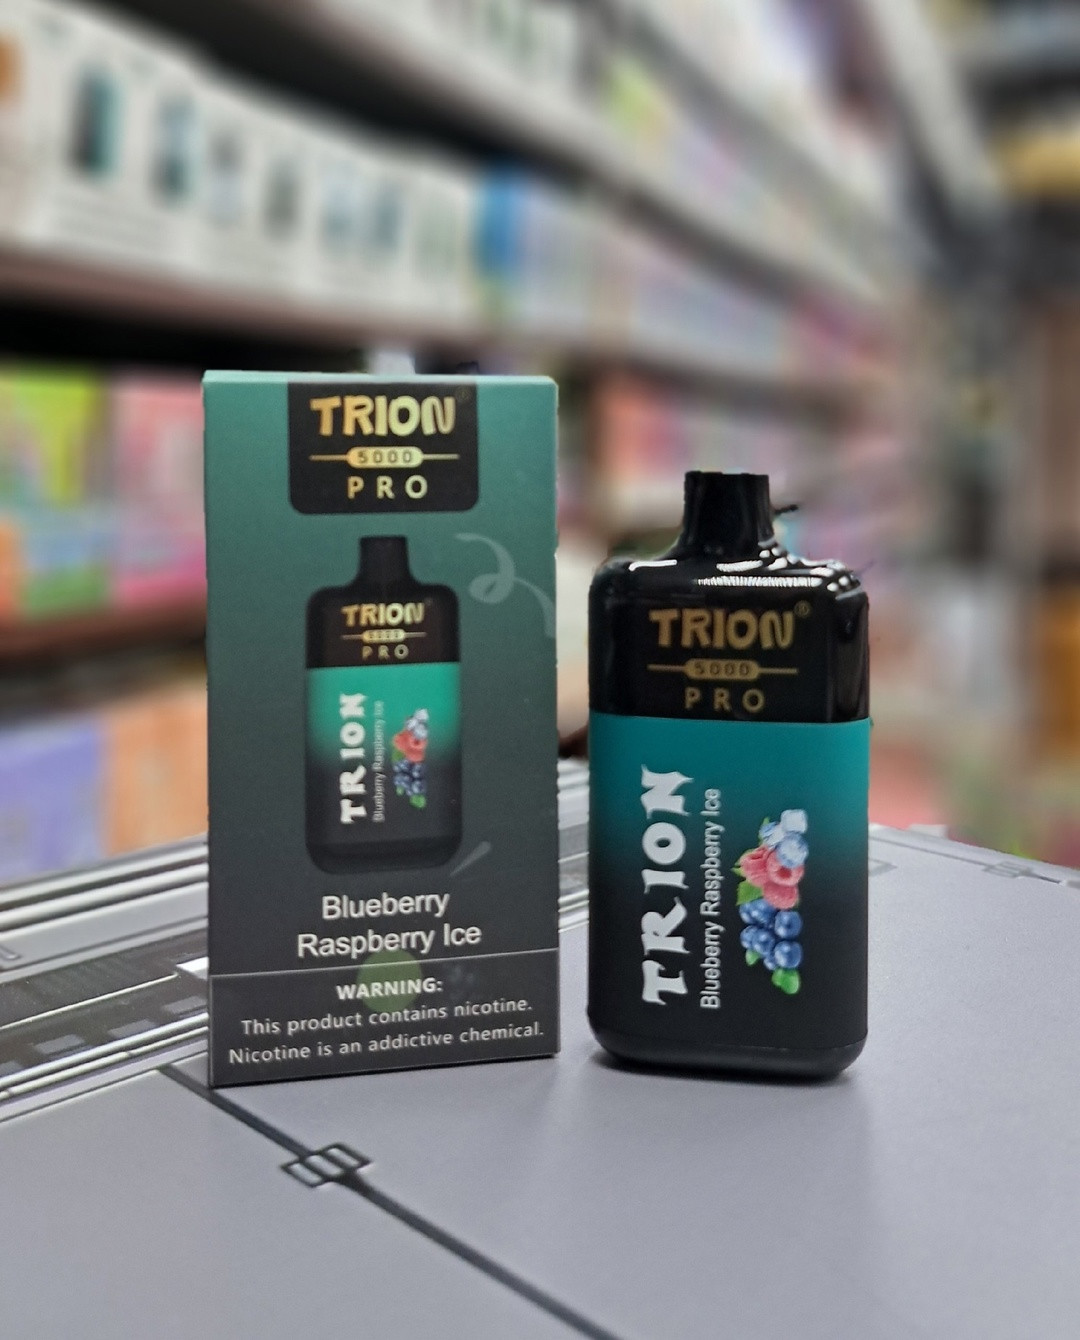 TRION
5000
PRO
TRION
5000
PRO
TRION
Blueberry Raspberry Ice
Blueberry
Raspberry Ice
WARNING:
This product contains nicotine.
Nicotine is an addictive chemical.
TRION®
5000
PRO
TRION
Blueberry Raspberry Ice